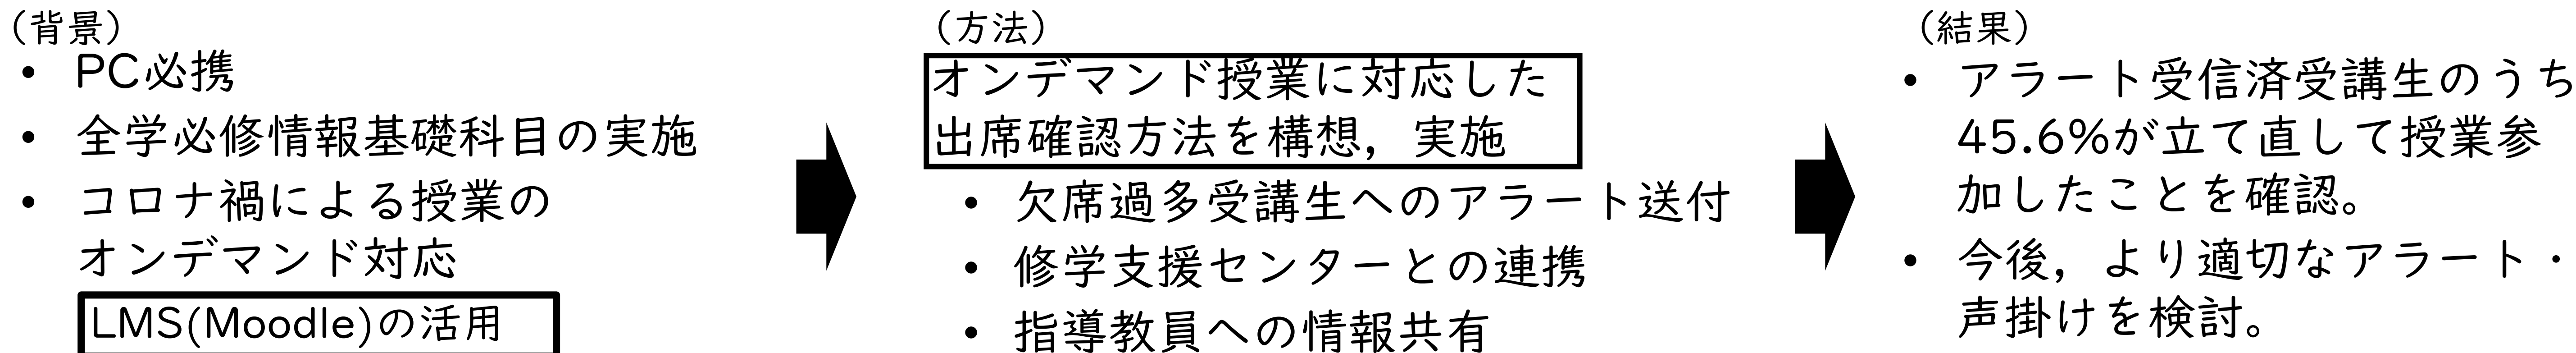 （背景）
• PC必携
• 全学必修情報基礎科目の実施
• コロナ禍による授業の
オンデマンド対応
LMS(Moodle)の活用
（方法）
オンデマンド授業に対応した
出席確認方法を構想，実施
• 欠席過多受講生へのアラート送付
• 修学支援センターとの連携
• 指導教員への情報共有
（結果）
• アラート受信済受講生のうち
45.6%が立て直して授業参
加したことを確認。
• 今後，より適切なアラート・
声掛けを検討。